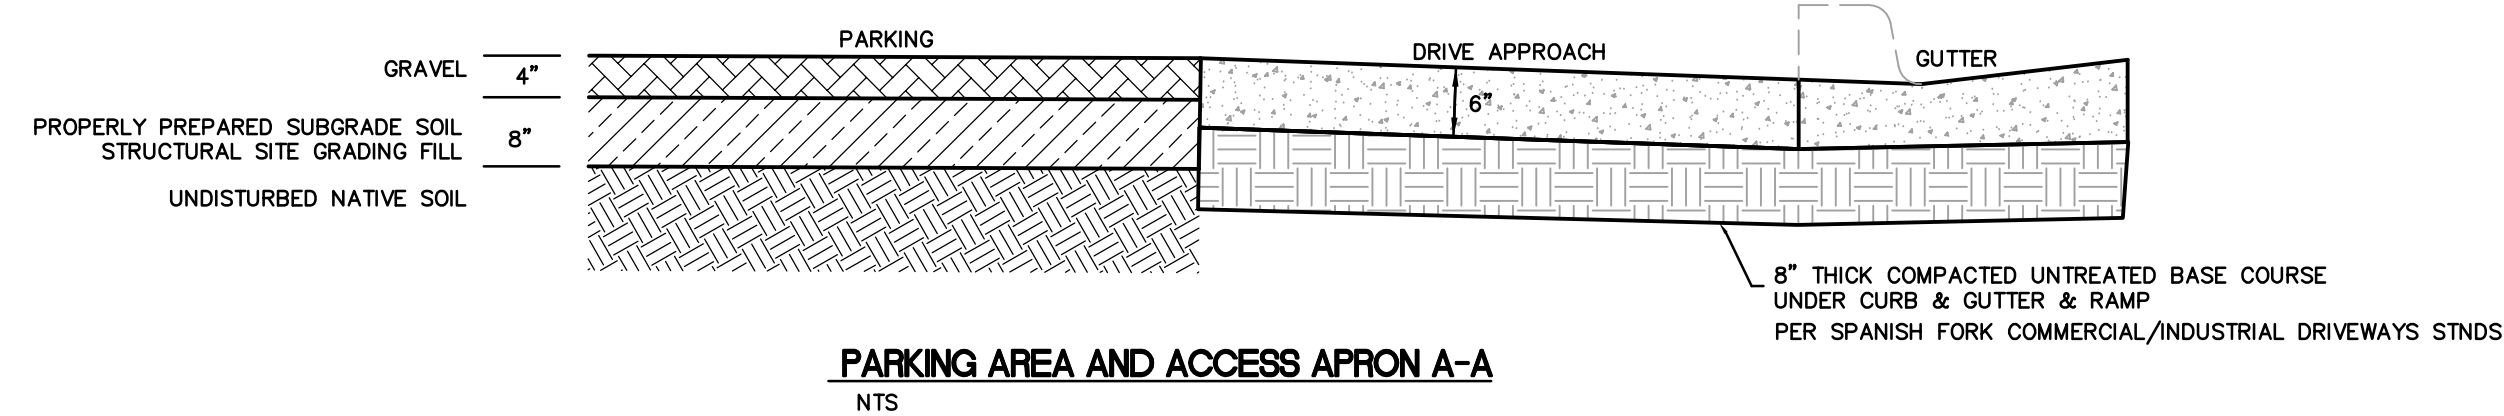 PARKING
DRIVE APPROACH
GUTTER
GRAVEL
4"
6"
PROPERLY PREPARED SUBGRADE SOIL
STRUCTURAL SITE GRADING FILL
8"
UNDISTURBED NATIVE SOIL
8" THICK COMPACTED UNTREATED BASE COURSE
UNDER CURB & GUTTER & RAMP
PER SPANISH FORK COMMERCIAL/INDUSTRIAL DRIVEWAYS STNDS
PARKING AREA AND ACCESS APRON A-A
NTS